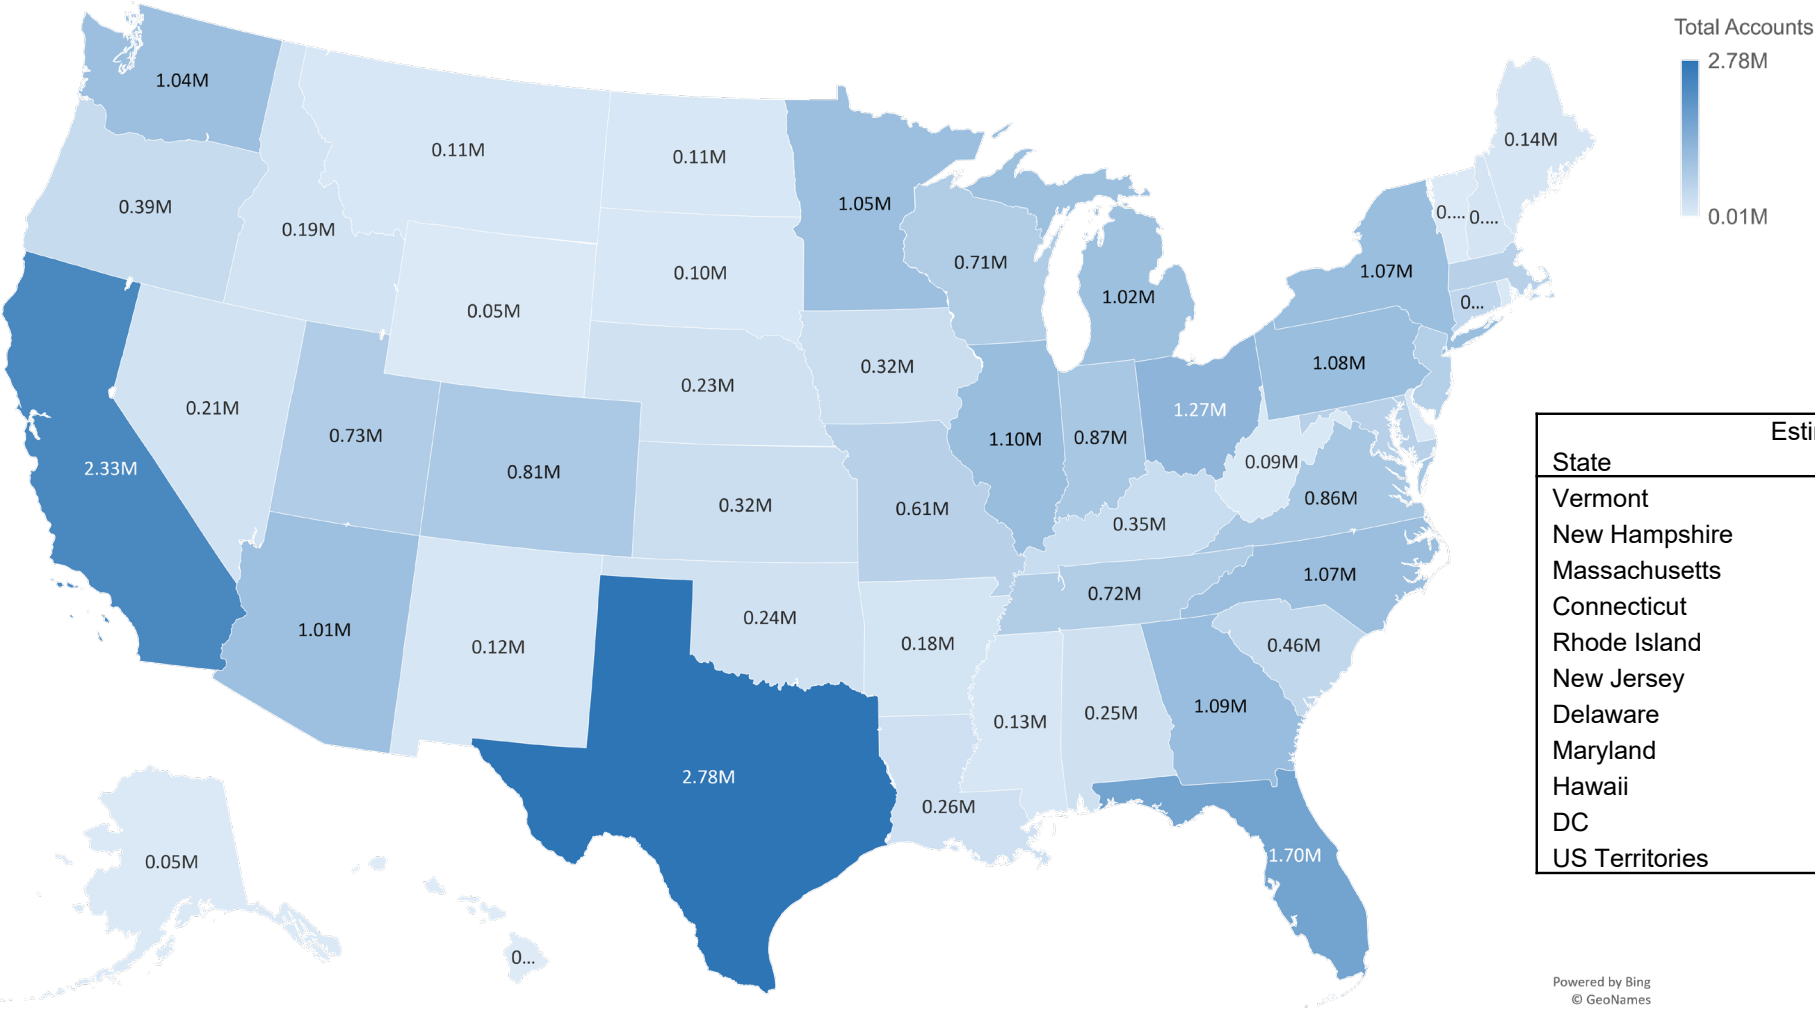 Total Accounts
2.78M
0.01M
1.04M
0.11M
0.11M
0.14M
0.39M
0.19M
1.05M
0.71M
0.10M
0.05M
1.02M
1.07M
0....
0....
0...
0.21M
0.73M
0.23M
0.32M
1.27M
1.08M
2.33M
0.81M
0.32M
0.61M
1.10M
0.87M
0.09M
0.86M
0.35M
1.07M
0.72M
1.01M
0.12M
0.24M
0.18M
0.46M
0.13M
0.25M
1.09M
2.78M
0.26M
1.70M
0.05M
0...
Esti
State
Vermont
New Hampshire
Massachusetts
Connecticut
Rhode Island
New Jersey
Delaware
Maryland
Hawaii
DC
US Territories
Powered by Bing
© GeoNames